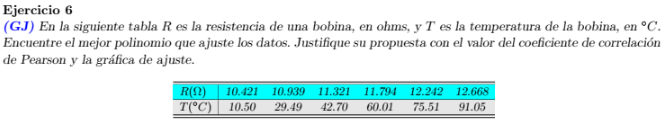 Ejercicio 6
(GJ) En la siguiente tabla R es la resistencia de una bobina, en ohms, y T es la temperatura de la bobina, en °C.
Encuentre el mejor polinomio que ajuste los datos. Justifique su propuesta con el valor del coeficiente de correlación
de Pearson y la gráfica de ajuste.
R(Ω) 10.421 10.939 11.321 11.794 12.242 12.668
T(°C) 10.50 29.49 42.70 60.01 75.51 91.05